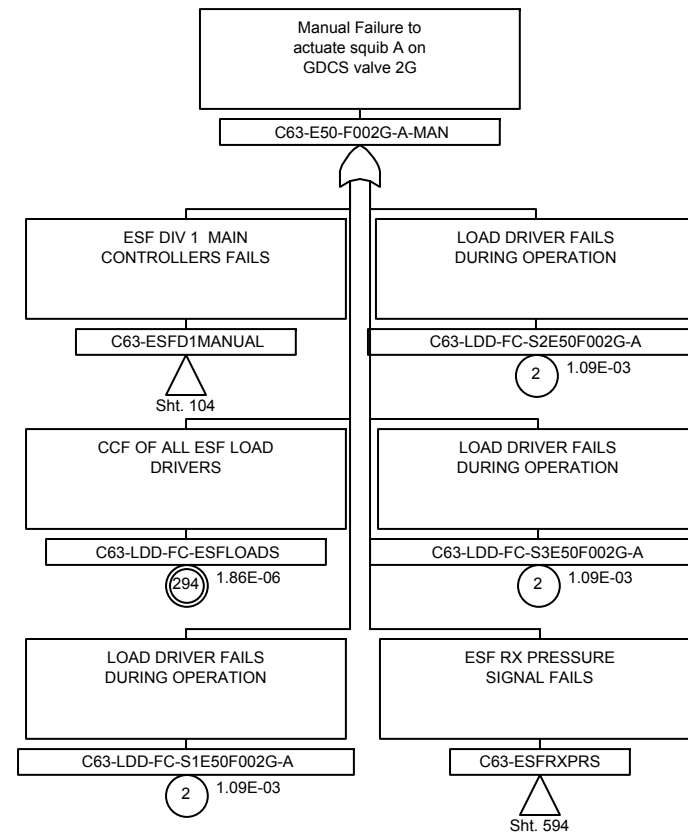 Manual Failure to
actuate squib A on
GDCS valve 2G
C63-E50-F002G-A-MAN
ESF DIV 1 MAIN
CONTROLLERS FAILS
C63-ESFD1MANUAL
Sht. 104
LOAD DRIVER FAILS
DURING OPERATION
C63-LDD-FC-S2E50F002G-A
2
1.09E-03
CCF OF ALL ESF LOAD
DRIVERS
C63-LDD-FC-ESFLOADS
294
1.86E-06
LOAD DRIVER FAILS
DURING OPERATION
C63-LDD-FC-S3E50F002G-A
2
1.09E-03
LOAD DRIVER FAILS
DURING OPERATION
C63-LDD-FC-S1E50F002G-A
2
1.09E-03
ESF RX PRESSURE
SIGNAL FAILS
C63-ESFRXPRS
Sht. 594